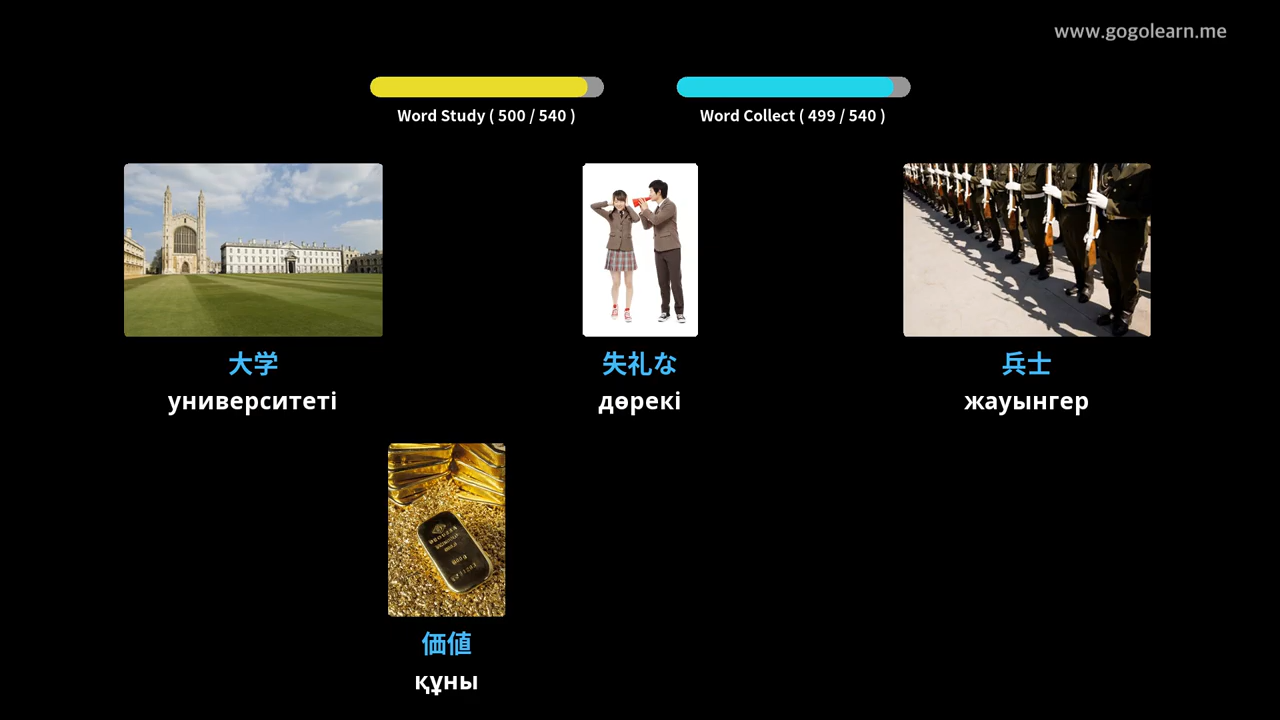 www.gogolearn.me
Word Study ( 500 / 540 )
Word Collect ( 499 / 540 )
大学
университеті
失礼な
дөрекі
兵士
жауынгер
価値
құны